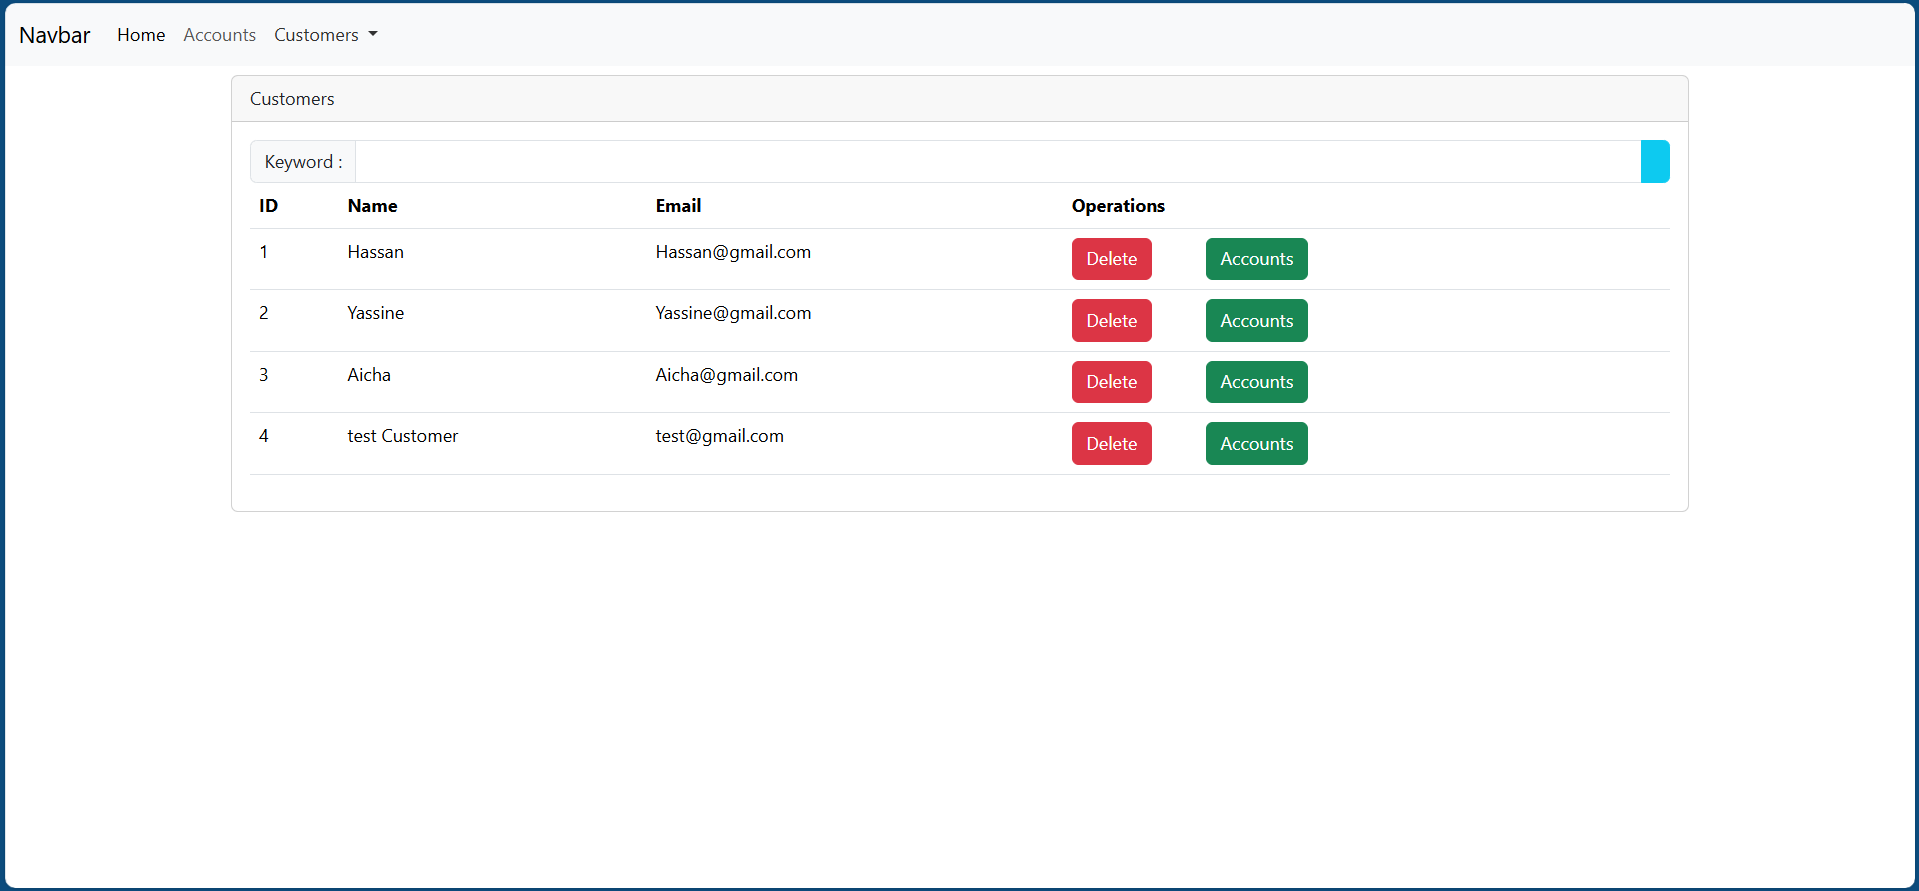 Navbar Home Accounts Customers
Customers
Keyword :
ID Name Email Operations
1 Hassan Hassan@gmail.com Delete Accounts
2 Yassine Yassine@gmail.com Delete Accounts
3 Aicha Aicha@gmail.com Delete Accounts
4 test Customer test@gmail.com Delete Accounts